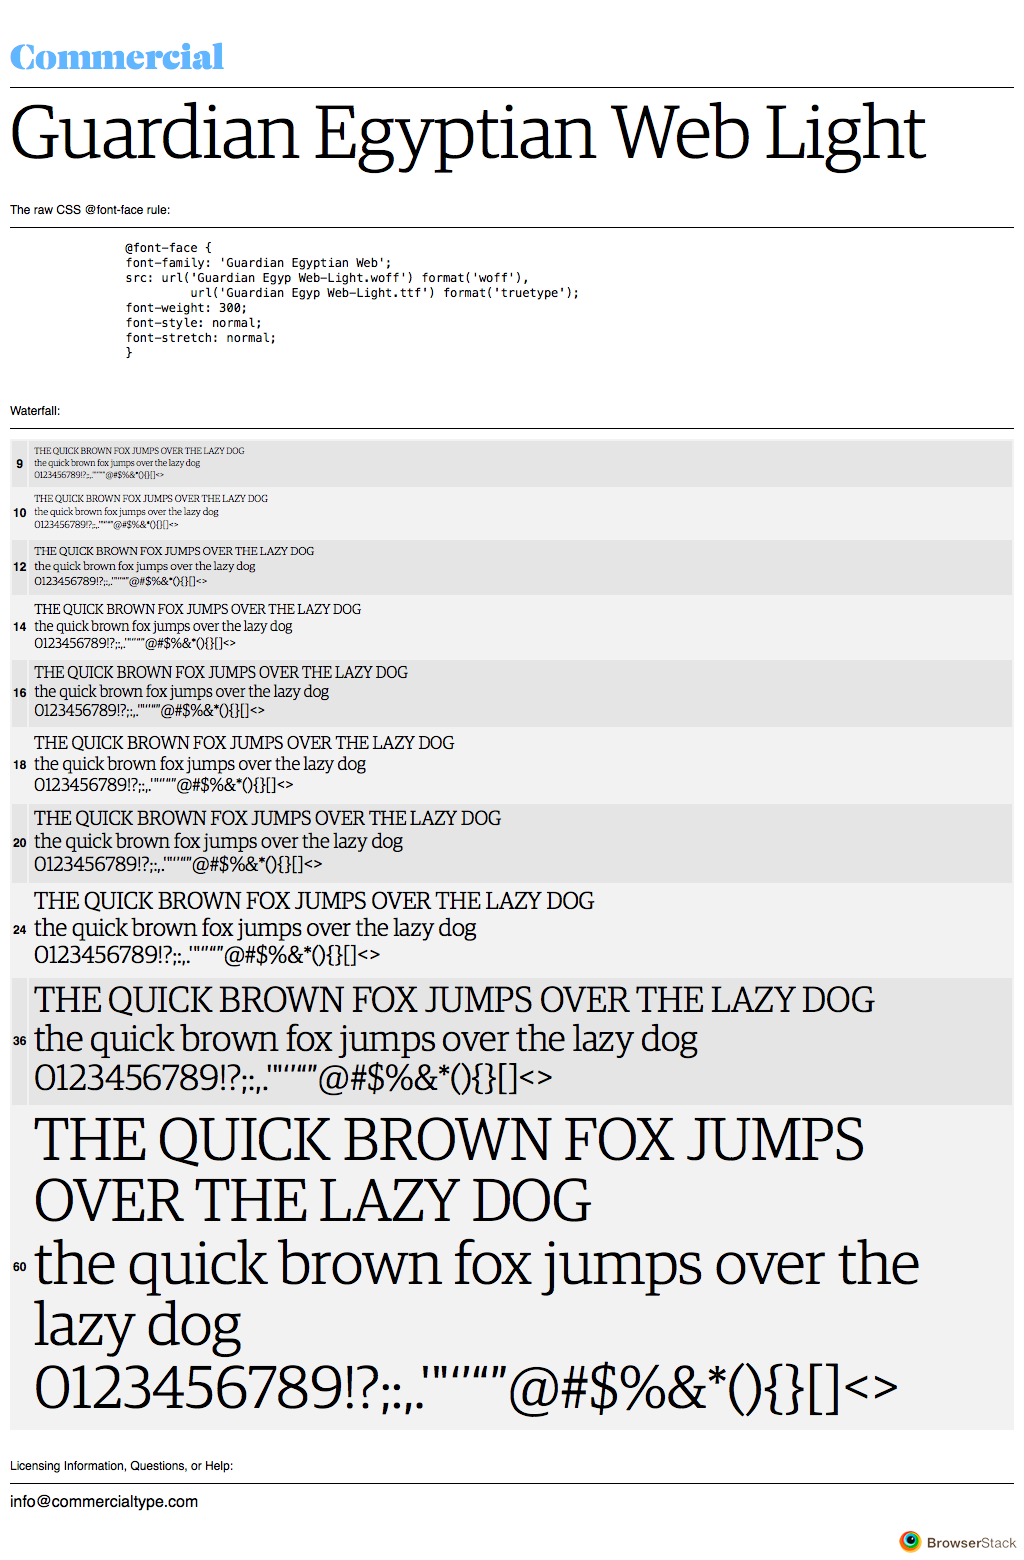 Commercial
Guardian Egyptian Web Light
The raw CSS @font-face rule:
@font-face {
font-family: 'Guardian Egyptian Web';
src: url('Guardian Egyp Web-Light.woff') format('woff'),
url('Guardian Egyp Web-Light.ttf') format('truetype');
font-weight: 300;
font-style: normal;
font-stretch: normal;
}
Waterfall:
THE QUICK BROWN FOX JUMPS OVER THE LAZY DOG
9 the quick brown fox jumps over the lazy dog
0123456789!?;:,.'"‘’“”@#$%&*(){}[]<>
THE QUICK BROWN FOX JUMPS OVER THE LAZY DOG
10 the quick brown fox jumps over the lazy dog
0123456789!?;:,.'"‘’“”@#$%&*(){}[]<>
THE QUICK BROWN FOX JUMPS OVER THE LAZY DOG
12 the quick brown fox jumps over the lazy dog
0123456789!?;:,.'"‘’“”@#$%&*(){}[]<>
THE QUICK BROWN FOX JUMPS OVER THE LAZY DOG
14 the quick brown fox jumps over the lazy dog
0123456789!?;:,.'"‘’“”@#$%&*(){}[]<>
THE QUICK BROWN FOX JUMPS OVER THE LAZY DOG
16 the quick brown fox jumps over the lazy dog
0123456789!?;:,.'"‘’“”@#$%&*(){}[]<>
THE QUICK BROWN FOX JUMPS OVER THE LAZY DOG
18 the quick brown fox jumps over the lazy dog
0123456789!?;:,.'"‘’“”@#$%&*(){}[]<>
THE QUICK BROWN FOX JUMPS OVER THE LAZY DOG
20 the quick brown fox jumps over the lazy dog
0123456789!?;:,.'"‘’“”@#$%&*(){}[]<>
THE QUICK BROWN FOX JUMPS OVER THE LAZY DOG
24 the quick brown fox jumps over the lazy dog
0123456789!?;:,.'"‘’“”@#$%&*(){}[]<>
THE QUICK BROWN FOX JUMPS OVER THE LAZY DOG
36 the quick brown fox jumps over the lazy dog
0123456789!?;:,.'"‘’“”@#$%&*(){}[]<>
THE QUICK BROWN FOX JUMPS
OVER THE LAZY DOG
60 the quick brown fox jumps over the
lazy dog
0123456789!?;:,.'"‘’“”@#$%&*(){}[]<>
Licensing Information, Questions, or Help:
info@commercialtype.com
BrowserStack